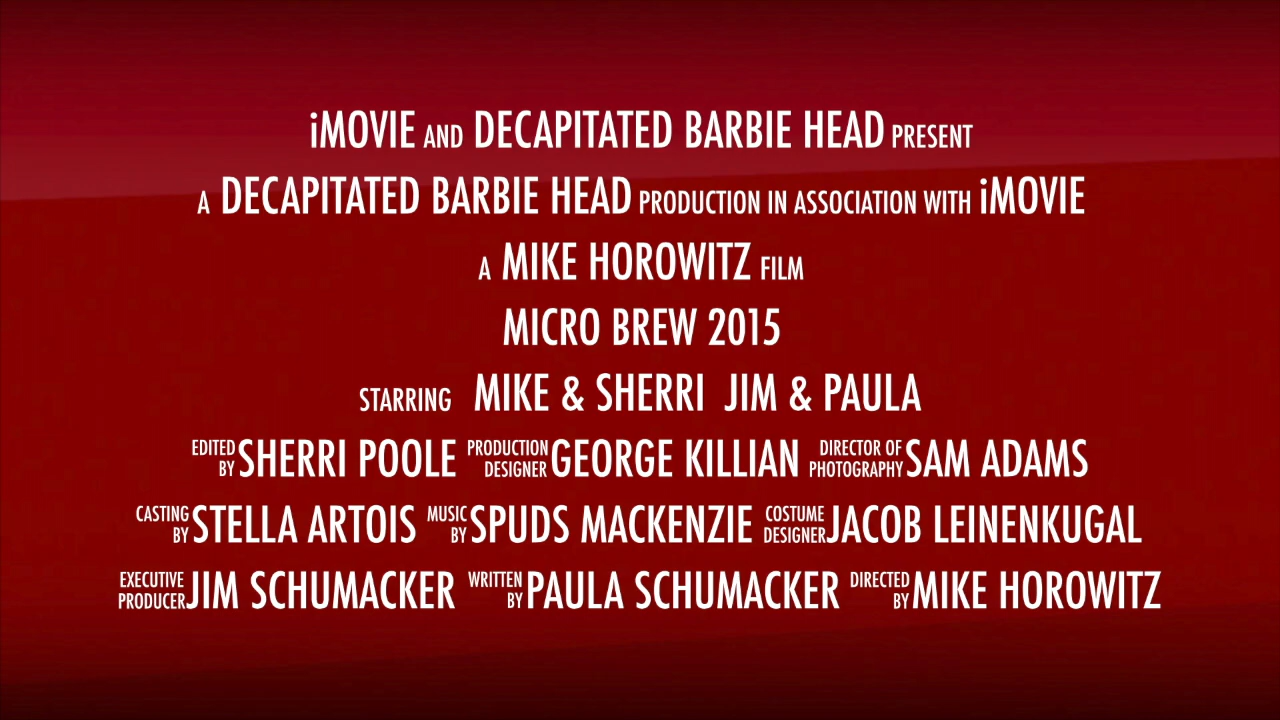 iMOVIE AND DECAPITATED BARBIE HEAD PRESENT
A DECAPITATED BARBIE HEAD PRODUCTION IN ASSOCIATION WITH iMOVIE
A MIKE HOROWITZ FILM
MICRO BREW 2015
STARRING MIKE & SHERRI JIM & PAULA
EDITED BY SHERRI POOLE PRODUCTION DESIGNER GEORGE KILLIAN DIRECTOR OF PHOTOGRAPHY SAM ADAMS
CASTING BY STELLA ARTOIS MUSIC BY SPUDS MACKENZIE COSTUME DESIGNER JACOB LEINENKUGAL
EXECUTIVE PRODUCER JIM SCHUMACKER WRITTEN BY PAULA SCHUMACKER DIRECTED BY MIKE HOROWITZ